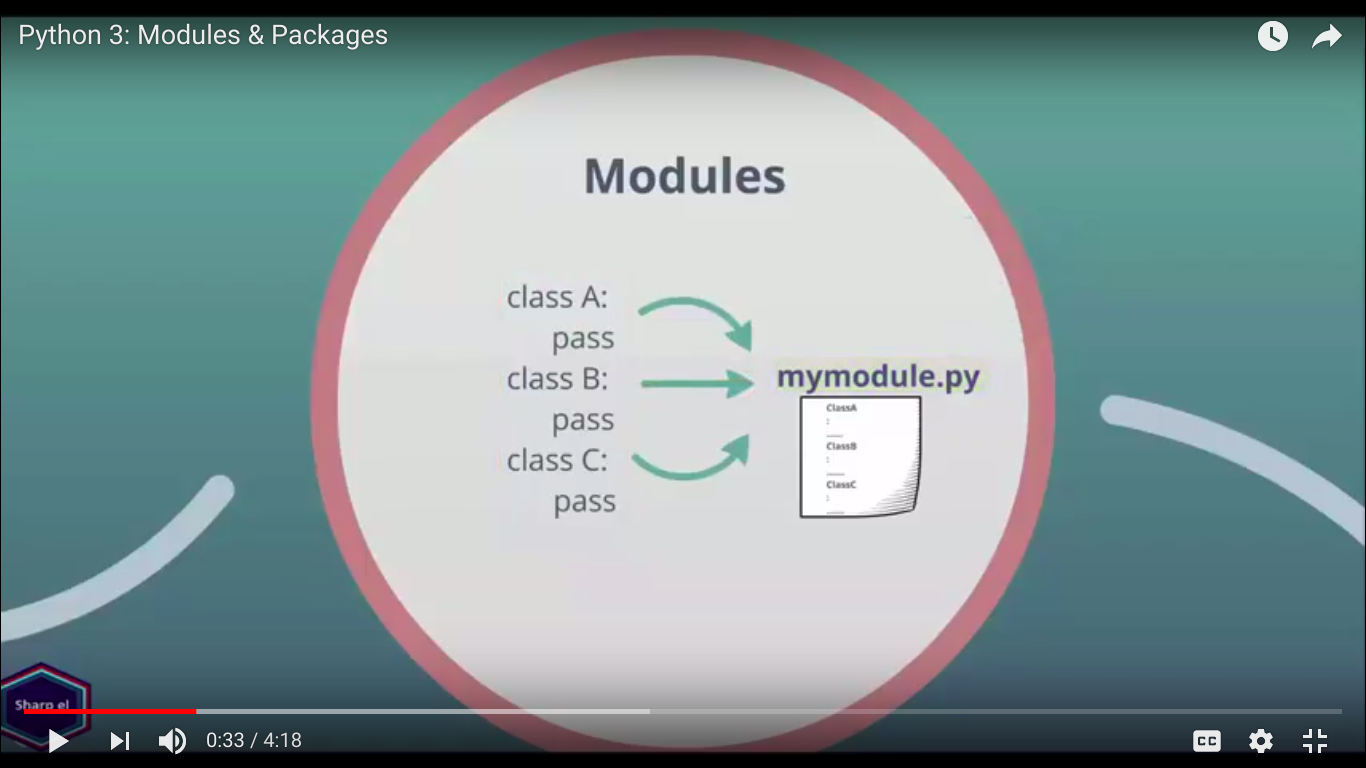 Python 3: Modules & Packages
Modules
class A:
pass
class B:
pass
class C:
pass
mymodule.py
ClassA
:
ClassB
:
ClassC
:
Sharp el
0:33 / 4:18
CC